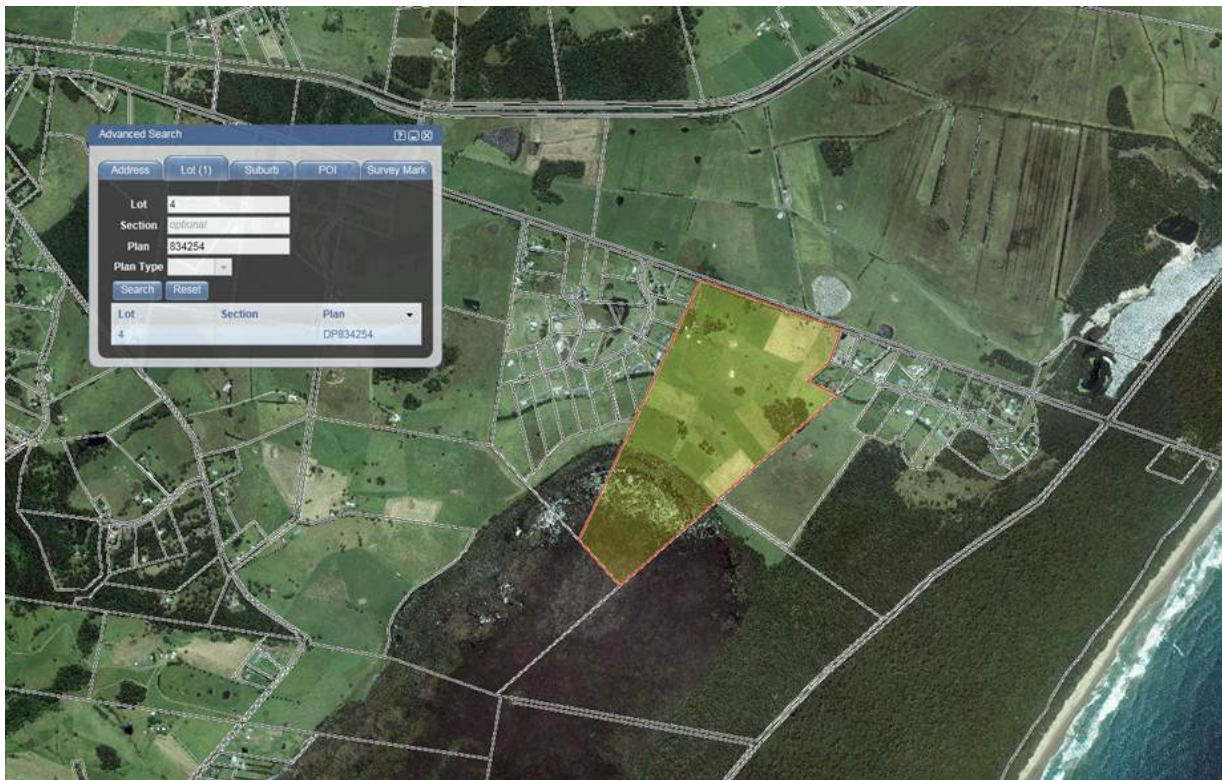 Advanced Search
Address Lot (1) Suburb POI Survey Mark
Lot 4
Section optional
Plan 834254
Plan Type
Search Reset
Lot Section Plan
4 DP834254